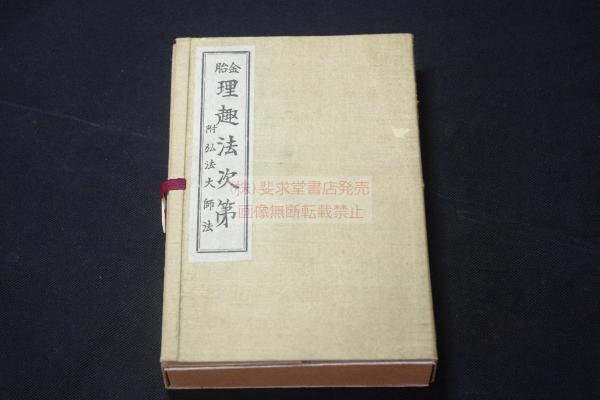 金胎
理趣法次第
附弘法大師法
(株)斐求堂書店発売
画像無断転載禁止